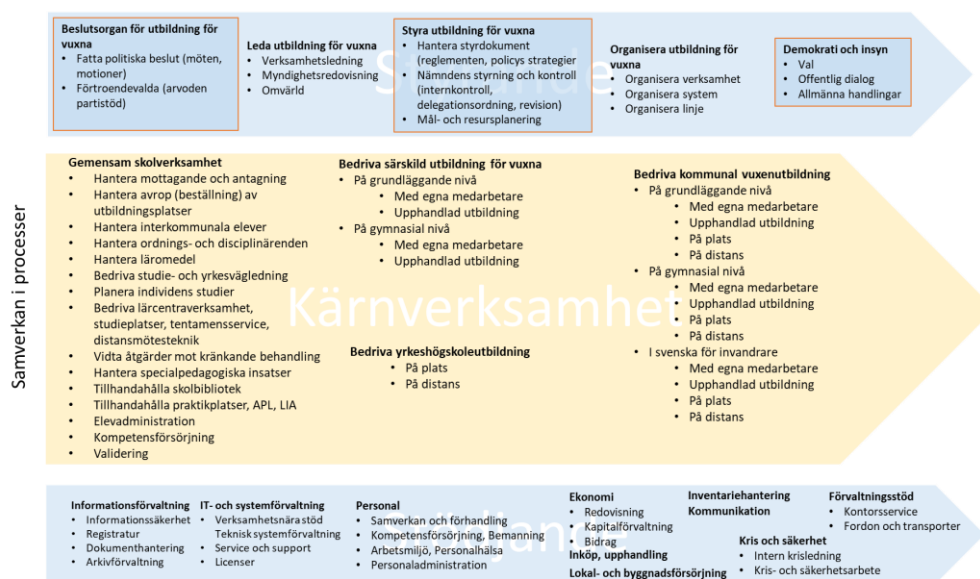 Samverkan i processer
Styrande
Beslutsorgan för utbildning för
vuxna
• Fatta politiska beslut (möten,
motioner)
• Förtroendevalda (arvoden
partistöd)
Leda utbildning för vuxna
• Verksamhetsledning
• Myndighetsredovisning
• Omvärld
Styra utbildning för vuxna
• Hantera styrdokument
(reglementen, policys strategier
• Nämndens styrning och kontroll
(internkontroll,
delegationsordning, revision)
• Mål- och resursplanering
Organisera utbildning för
vuxna
• Organisera verksamhet
• Organisera system
• Organisera linje
Demokrati och insyn
• Val
• Offentlig dialog
• Allmänna handlingar
Kärnverksamhet
Gemensam skolverksamhet
• Hantera mottagande och antagning
• Hantera avrop (beställning) av
utbildningsplatser
• Hantera interkommunala elever
• Hantera ordnings- och disciplinärenden
• Hantera läromedel
• Bedriva studie- och yrkesvägledning
• Planera individens studier
• Bedriva lärcentraverksamhet,
studieplatser, tentamensservice,
distansmötesteknik
• Vidta åtgärder mot kränkande behandling
• Hantera specialpedagogiska insatser
• Tillhandahålla skolbibliotek
• Tillhandahålla praktikplatser, APL, LIA
• Elevadministration
• Kompetensförsörjning
• Validering
Bedriva särskild utbildning för vuxna
• På grundläggande nivå
• Med egna medarbetare
• Upphandlad utbildning
• På gymnasial nivå
• Med egna medarbetare
• Upphandlad utbildning
Bedriva yrkeshögskoleutbildning
• På plats
• På distans
Bedriva kommunal vuxenutbildning
• På grundläggande nivå
• Med egna medarbetare
• Upphandlad utbildning
• På plats
• På distans
• På gymnasial nivå
• Med egna medarbetare
• Upphandlad utbildning
• På plats
• På distans
• I svenska för invandrare
• Med egna medarbetare
• Upphandlad utbildning
• På plats
• På distans
Stödjande
Informationsförvaltning
• Informationssäkerhet
• Registratur
• Dokumenthantering
• Arkivförvaltning
IT- och systemförvaltning
• Verksamhetsnära stöd
Teknisk systemförvaltning
• Service och support
• Licenser
Personal
• Samverkan och förhandling
• Kompetensförsörjning, Bemanning
• Arbetsmiljö, Personalhälsa
• Personaladministration
Ekonomi
• Redovisning
• Kapitalförvaltning
• Bidrag
Inköp, upphandling
Lokal- och byggnadsförsörjning
Inventariehantering
Kommunikation
Kris och säkerhet
• Intern krisledning
• Kris- och säkerhetsarbete
Förvaltningsstöd
• Kontorsservice
• Fordon och transporter